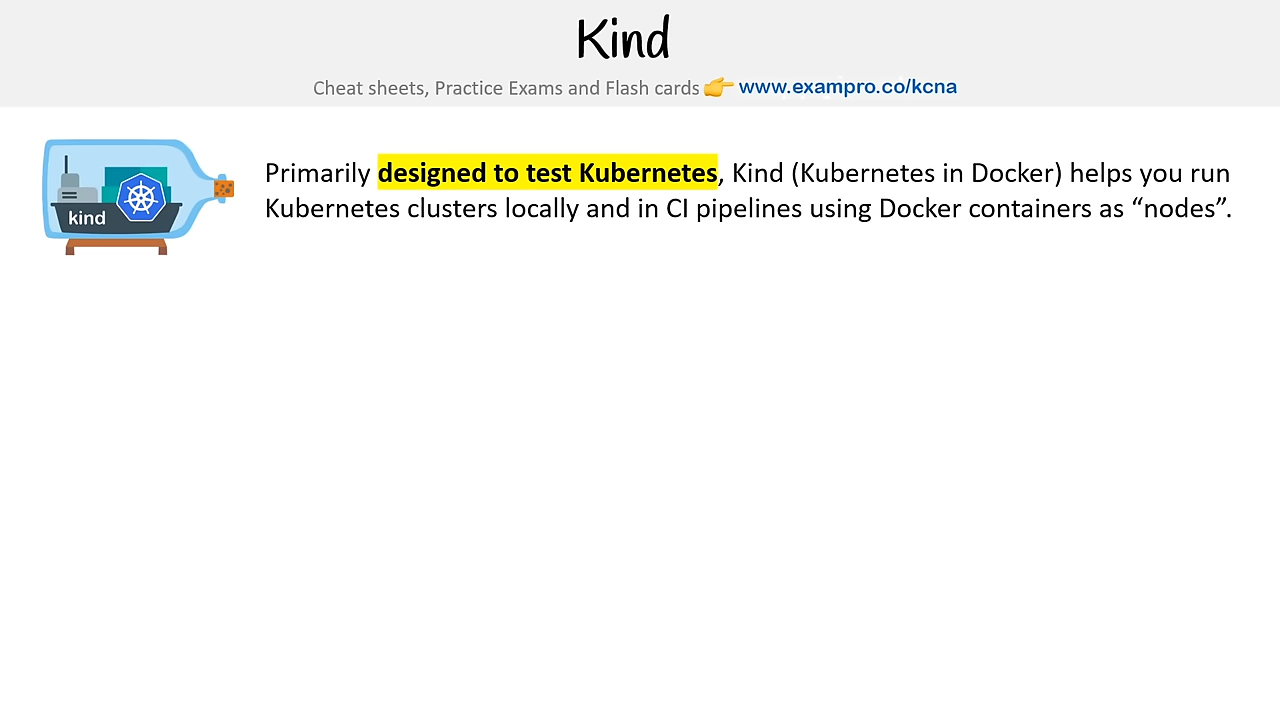 Kind
Cheat sheets, Practice Exams and Flash cards 👉 www.exampro.co/kcna
kind
Primarily designed to test Kubernetes, Kind (Kubernetes in Docker) helps you run
Kubernetes clusters locally and in CI pipelines using Docker containers as “nodes”.